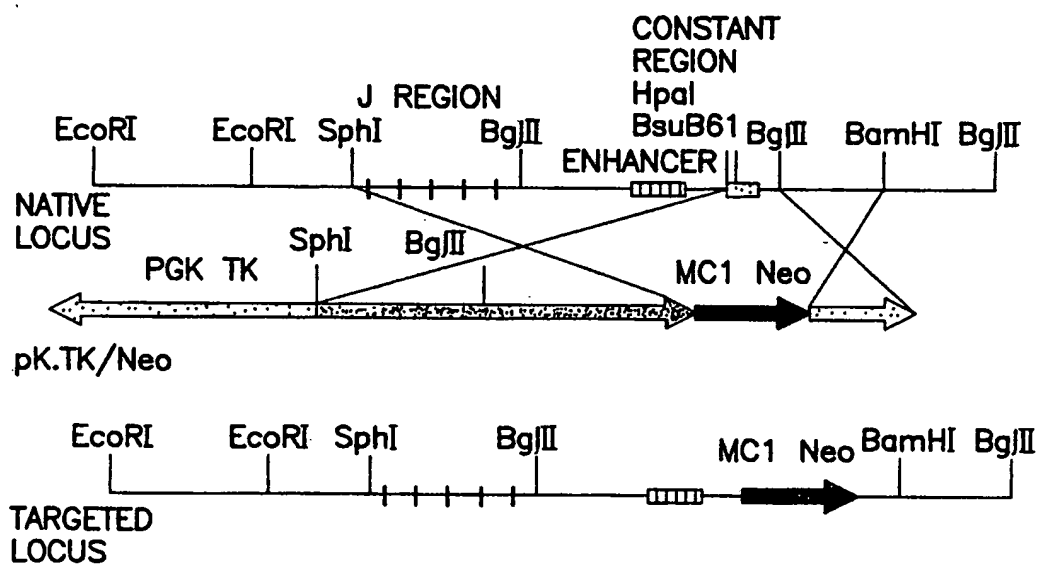 CONSTANT
REGION
J REGION HpaI
EcoRI EcoRI SphI BglII BsuB61 BglII BamHI BglII
ENHANCER
NATIVE
LOCUS
SphI BglII
PGK TK MC1 Neo
pK.TK/Neo
EcoRI EcoRI SphI BglII MC1 Neo BamHI BglII
TARGETED
LOCUS